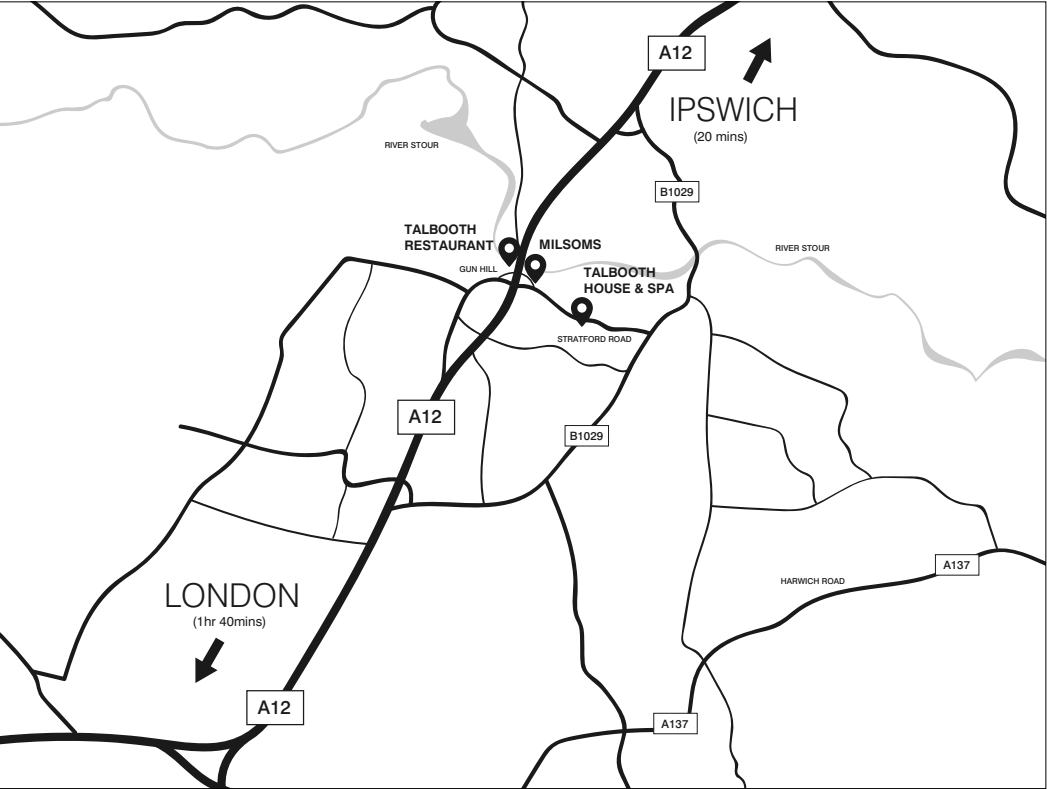 A12
IPSWICH
(20 mins)
RIVER STOUR
B1029
TALBOOTH
RESTAURANT
MILSOMS
RIVER STOUR
GUN HILL
TALBOOTH
HOUSE & SPA
STRATFORD ROAD
A12
B1029
A137
HARWICH ROAD
LONDON
(1hr 40mins)
A12
A137